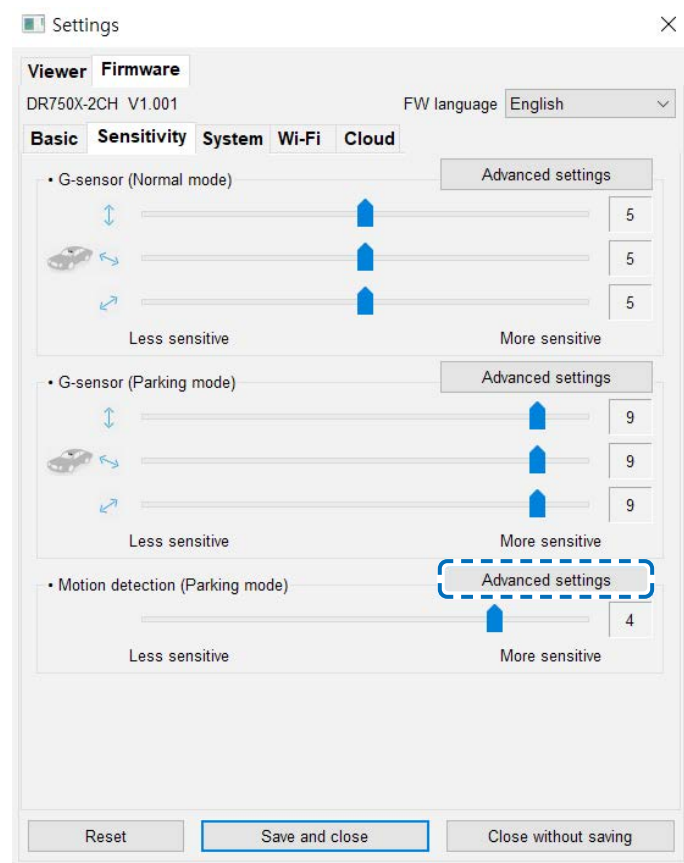 Settings
Viewer Firmware
DR750X-2CH V1.001 FW language English
Basic Sensitivity System Wi-Fi Cloud
• G-sensor (Normal mode) Advanced settings
5
5
5
Less sensitive More sensitive
• G-sensor (Parking mode) Advanced settings
9
9
9
Less sensitive More sensitive
• Motion detection (Parking mode) Advanced settings
4
Less sensitive More sensitive
Reset Save and close Close without saving